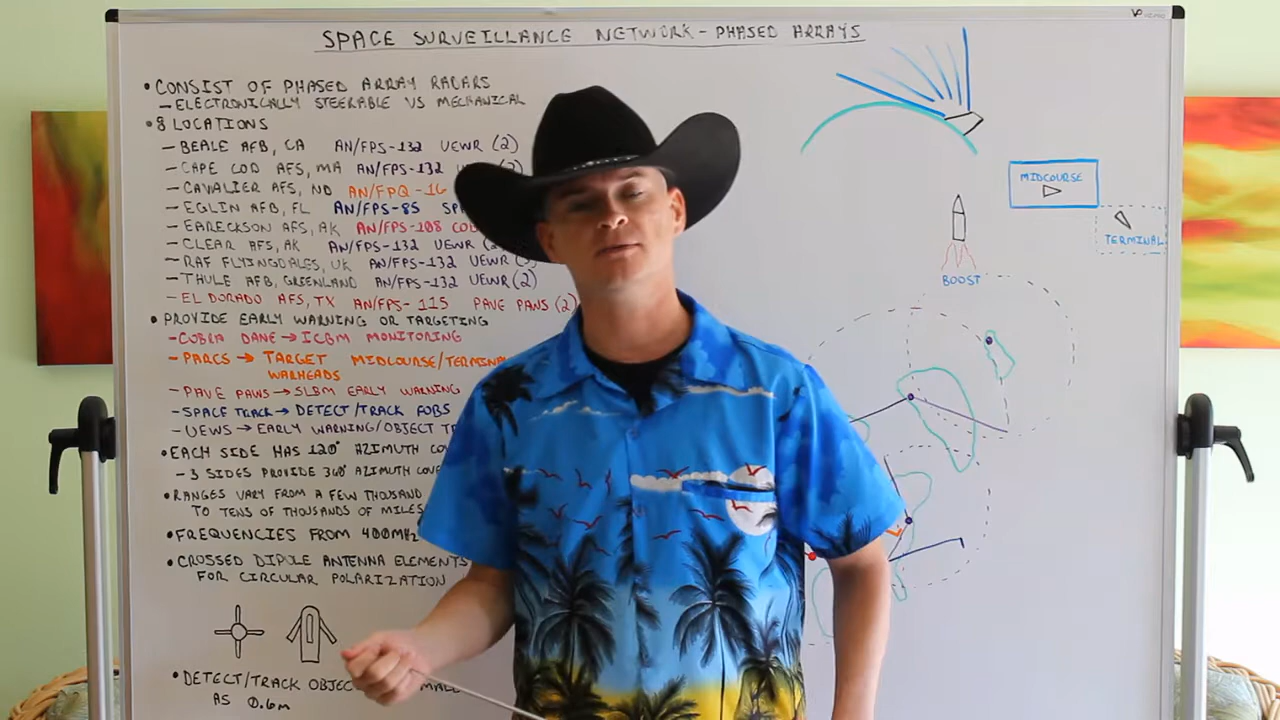 SPACE SURVEILLANCE NETWORK - PHASED ARRAYS
• CONSIST OF PHASED ARRAY RADARS
- ELECTRONICALLY STEERABLE VS MECHANICAL
• 8 LOCATIONS
- BEALE AFB, CA AN/FPS-132 UEWR (2)
- CAPE COD AFS, MA AN/FPS-132
- CAVALIER AFS, ND AN/FPQ-16
- EGLIN AFB, FL AN/FPS-85
- EARECKSON AFS, AK AN/FPS-108
- CLEAR AFS, AK AN/FPS-132 UEWR
- RAF FLYINGDALES, UK AN/FPS-132 UEWR
- THULE AFB, GREENLAND AN/FPS-132 UEWR (2)
- EL DORADO AFS, TX AN/FPS-115 PAVE PAWS (2)
• PROVIDE EARLY WARNING OR TARGETING
- COBRA DANE → ICBM MONITORING
- PARCS → TARGET MIDCOURSE/TERMINAL
WARHEADS
- PAVE PAWS → SLBM EARLY WARNING
- SPACE TRACK → DETECT/TRACK FOBS
- UEWS → EARLY WARNING/OBJECT
• EACH SIDE HAS 120° AZIMUTH
- 3 SIDES PROVIDE 360° AZIMUTH
• RANGES VARY FROM A FEW THOUSAND
TO TENS OF THOUSANDS OF MILES
• FREQUENCIES FROM 400MHz
• CROSSED DIPOLE ANTENNA ELEMENTS
FOR CIRCULAR POLARIZATION
• DETECT/TRACK
AS 0.6m
MIDCOURSE
TERMINAL
BOOST